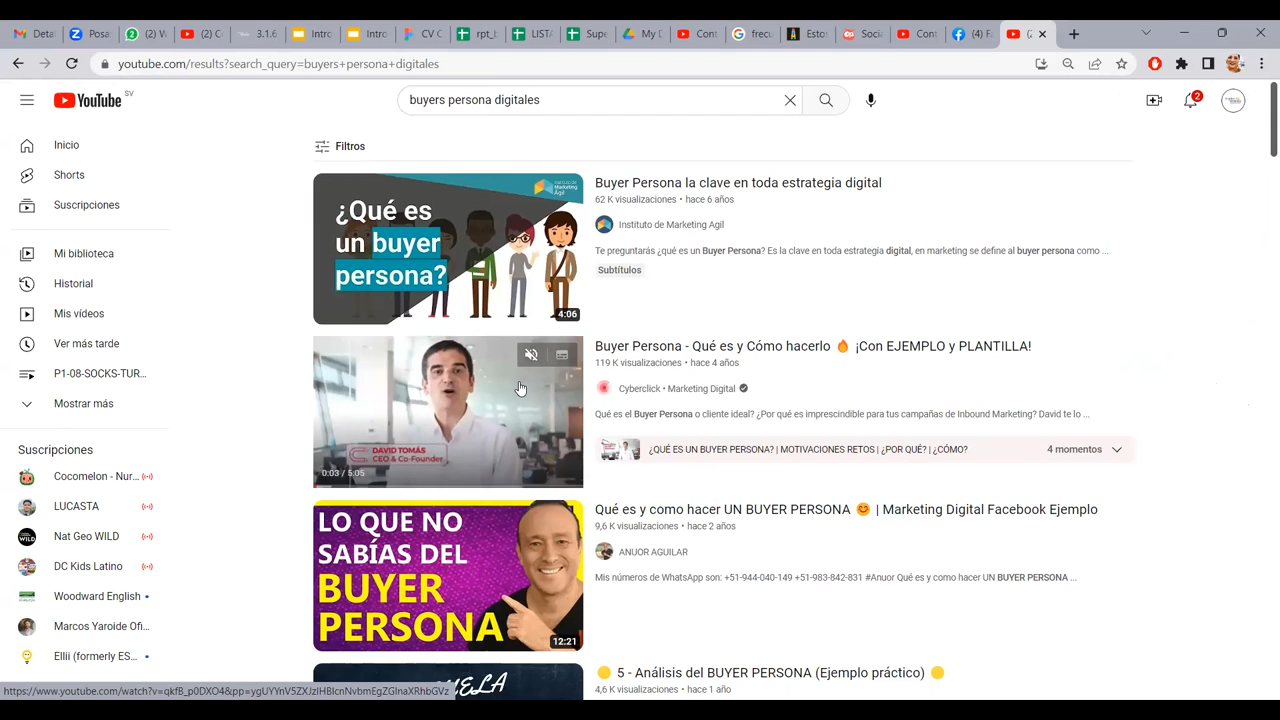 Detal
Posa
(2) W
(2) C
3.1.6
Intro
Intro
CV C
rpt_b
LISTA
Supe
My D
Cont
frecu
Estos
Socia
Cont
(4) Fa
(2
youtube.com/results?search_query=buyers+persona+digitales
YouTube SV
buyers persona digitales
2
Inicio
Shorts
Suscripciones
Mi biblioteca
Historial
Mis vídeos
Ver más tarde
P1-08-SOCKS-TUR...
Mostrar más
Suscripciones
Cocomelon - Nur...
LUCASTA
Nat Geo WILD
DC Kids Latino
Woodward English
Marcos Yaroide Ofi...
Ellii (formerly ES...
Filtros
Marketing Ágil
¿Qué es
un buyer
persona?
4:06
Buyer Persona la clave en toda estrategia digital
62 K visualizaciones • hace 6 años
Instituto de Marketing Agil
Te preguntarás ¿qué es un Buyer Persona? Es la clave en toda estrategia digital, en marketing se define al buyer persona como ...
Subtítulos
DAVID TOMÁS
CEO & Co-Founder
0:03 / 5:05
Buyer Persona - Qué es y Cómo hacerlo 🔥 ¡Con EJEMPLO y PLANTILLA!
119 K visualizaciones • hace 4 años
Cyberclick • Marketing Digital
Qué es el Buyer Persona o cliente ideal? ¿Por qué es imprescindible para tus campañas de Inbound Marketing? David te lo ...
¿QUÉ ES UN BUYER PERSONA? | MOTIVACIONES RETOS | ¿POR QUÉ? | ¿CÓMO?
4 momentos
LO QUE NO
SABÍAS DEL
BUYER
PERSONA
12:21
Qué es y como hacer UN BUYER PERSONA 😊 | Marketing Digital Facebook Ejemplo
9,6 K visualizaciones • hace 2 años
ANUOR AGUILAR
Mis números de WhatsApp son: +51-944-040-149 +51-983-842-831 #Anuor Qué es y como hacer UN BUYER PERSONA ...
🟡 5 - Análisis del BUYER PERSONA (Ejemplo práctico) 🟡
4,6 K visualizaciones • hace 1 año